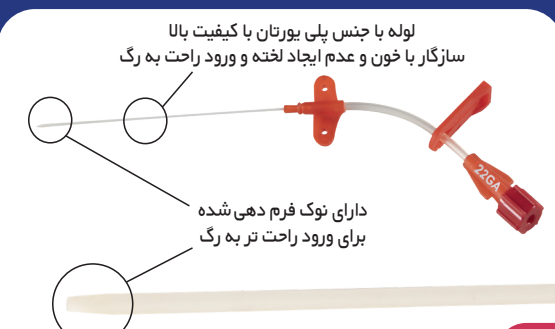 لوله با جنس پلی یورتان با کیفیت بالا
سازگار با خون و عدم ایجاد لخته و ورود راحت به رگ
22GA
دارای نوک فرم دهی شده
برای ورود راحت تر به رگ